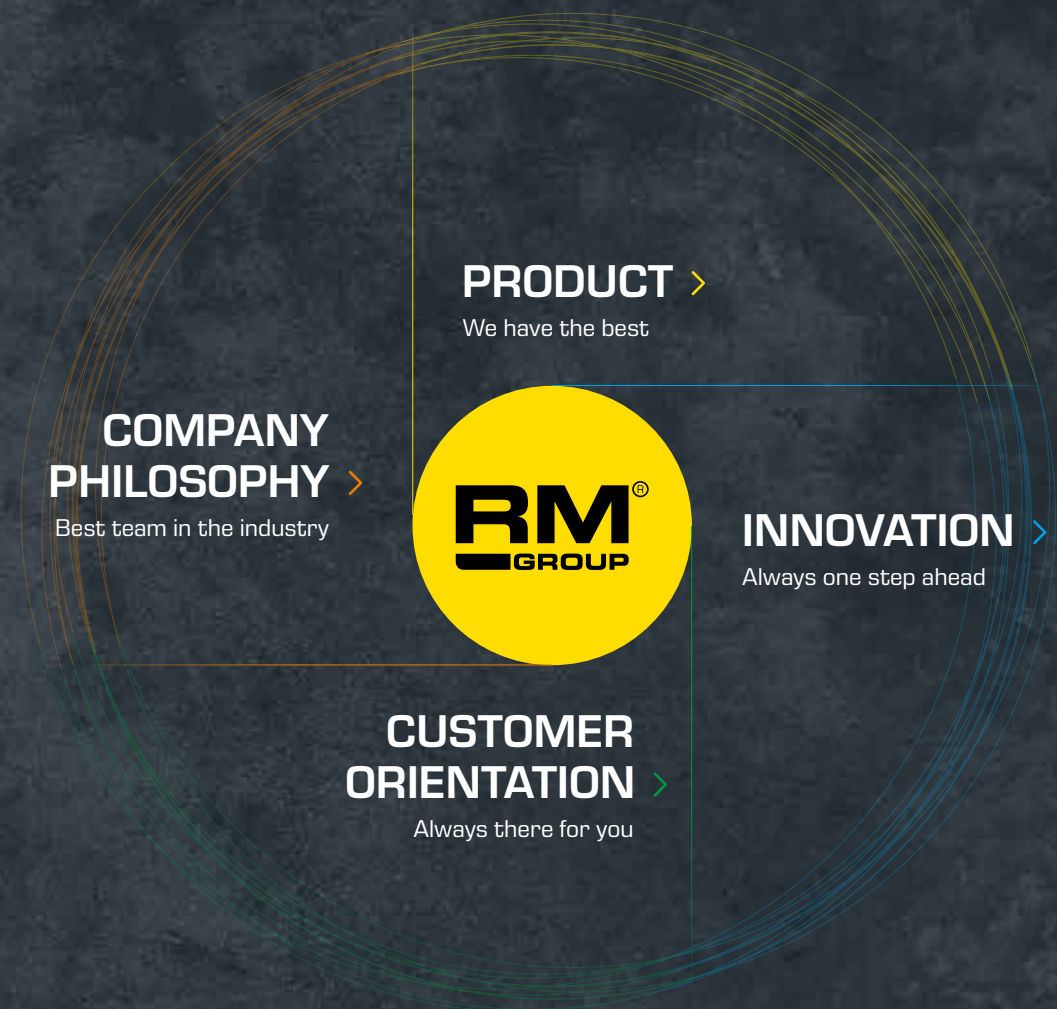 PRODUCT
We have the best
COMPANY
PHILOSOPHY
Best team in the industry
RM®
GROUP
INNOVATION
Always one step ahead
CUSTOMER
ORIENTATION
Always there for you